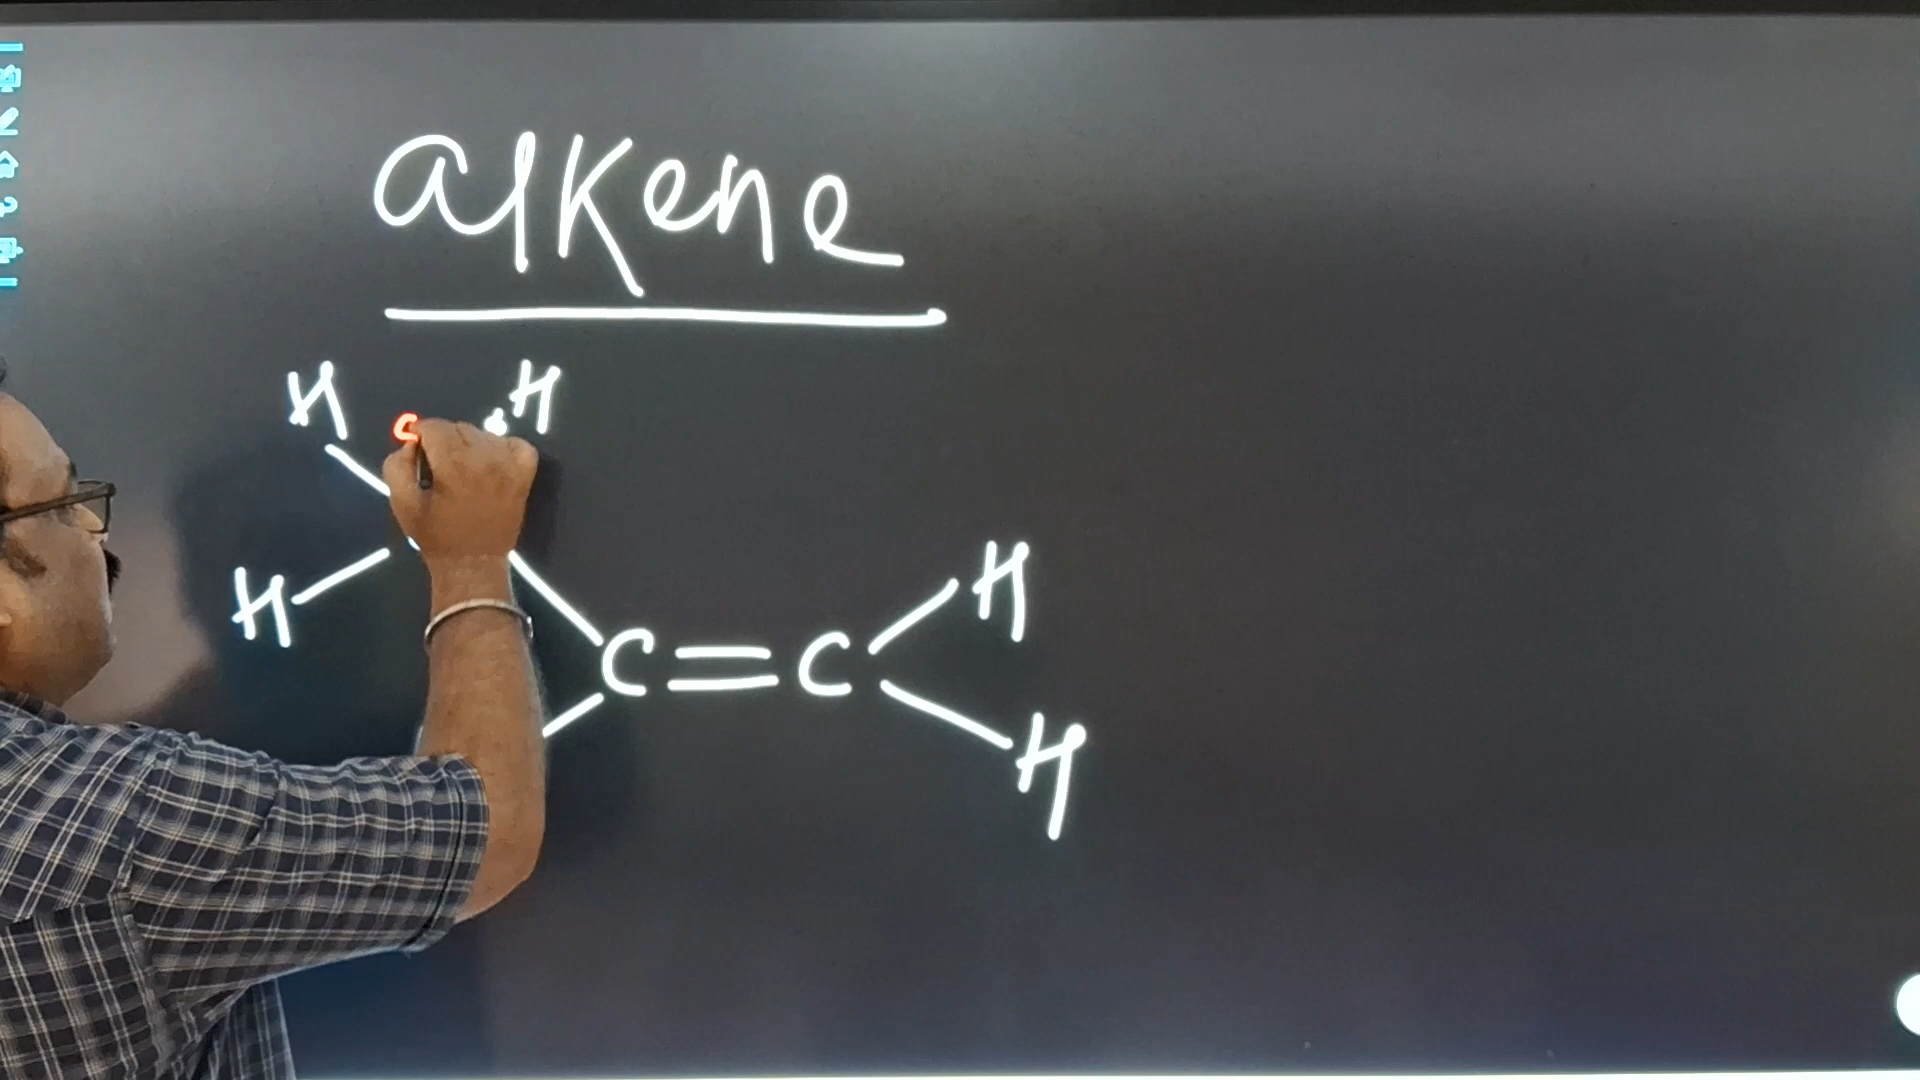 alkene
H H
H H
C = C
H